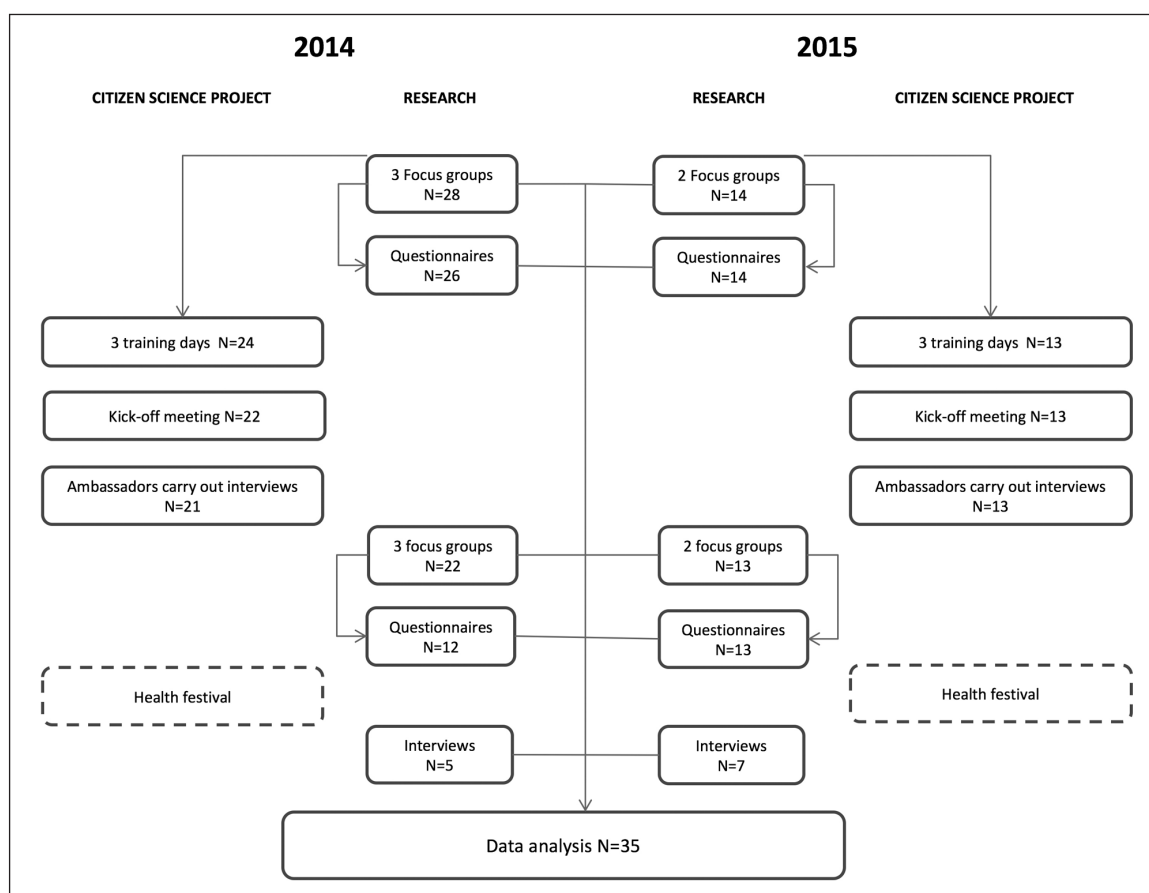 2014
2015
CITIZEN SCIENCE PROJECT
RESEARCH
RESEARCH
CITIZEN SCIENCE PROJECT
3 Focus groups
N=28
2 Focus groups
N=14
Questionnaires
N=26
Questionnaires
N=14
3 training days N=24
3 training days N=13
Kick-off meeting N=22
Kick-off meeting N=13
Ambassadors carry out interviews
N=21
Ambassadors carry out interviews
N=13
3 focus groups
N=22
2 focus groups
N=13
Questionnaires
N=12
Questionnaires
N=13
Health festival
Health festival
Interviews
N=5
Interviews
N=7
Data analysis N=35